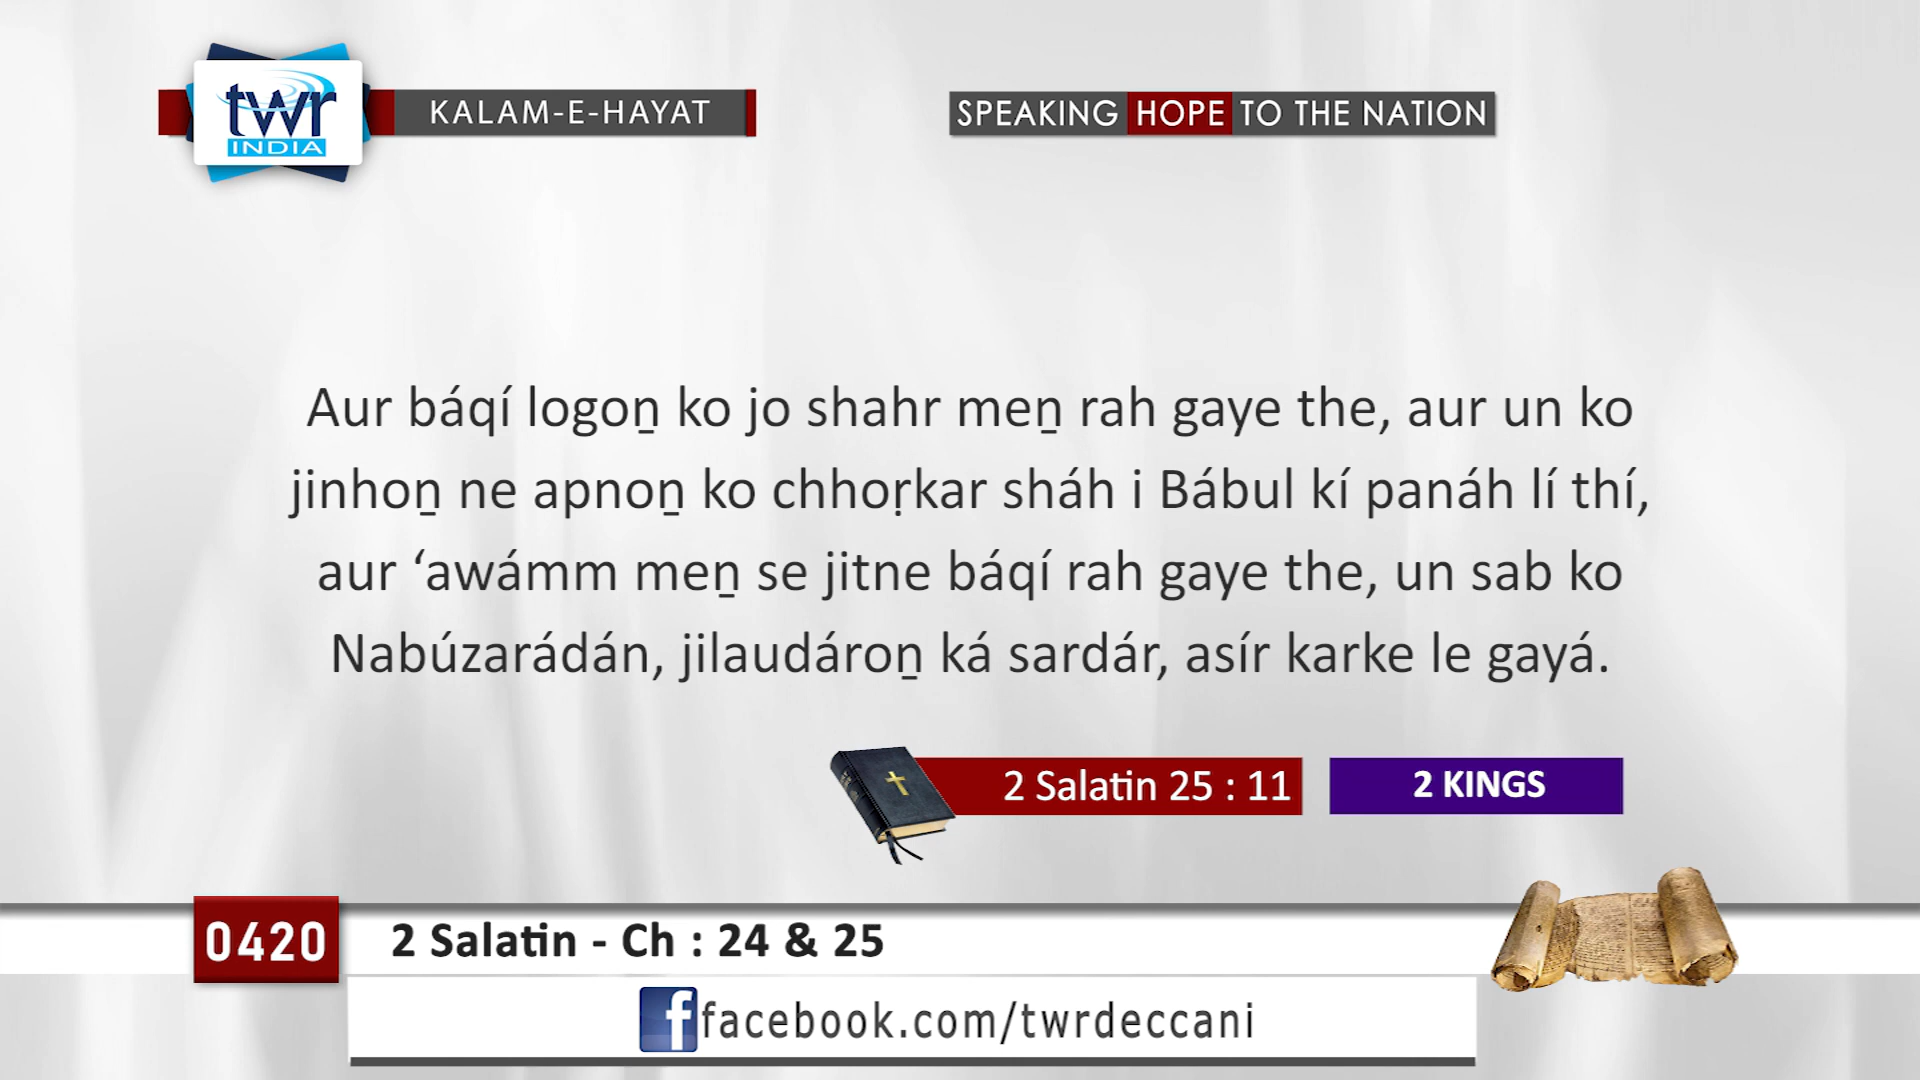 twr
INDIA
KALAM-E-HAYAT
SPEAKING HOPE TO THE NATION
Aur báqí logoṉ ko jo shahr meṉ rah gaye the, aur un ko
jinhoṉ ne apnoṉ ko chhoṛkar sháh i Bábul kí panáh lí thí,
aur ‘awámm meṉ se jitne báqí rah gaye the, un sab ko
Nabúzarádán, jilaudároṉ ká sardár, asír karke le gayá.
2 Salatin 25 : 11
2 KINGS
0420
2 Salatin - Ch : 24 & 25
facebook.com/twrdeccani